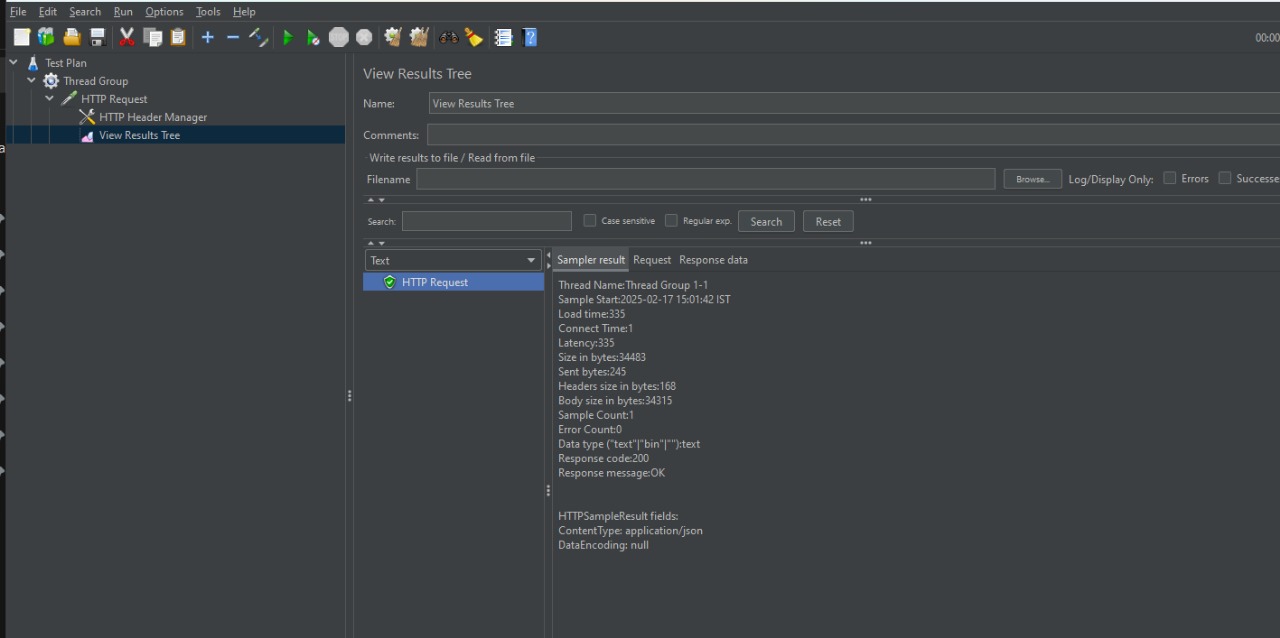 File Edit Search Run Options Tools Help
00:00
Test Plan
Thread Group
HTTP Request
HTTP Header Manager
View Results Tree
View Results Tree
Name: View Results Tree
Comments:
Write results to file / Read from file
Filename Browse... Log/Display Only: Errors Successe
Search: Case sensitive Regular exp. Search Reset
Text
HTTP Request
Sampler result Request Response data
Thread Name:Thread Group 1-1
Sample Start:2025-02-17 15:01:42 IST
Load time:335
Connect Time:1
Latency:335
Size in bytes:34483
Sent bytes:245
Headers size in bytes:168
Body size in bytes:34315
Sample Count:1
Error Count:0
Data type ("text"|"bin"|""):text
Response code:200
Response message:OK
HTTPSampleResult fields:
ContentType: application/json
DataEncoding: null